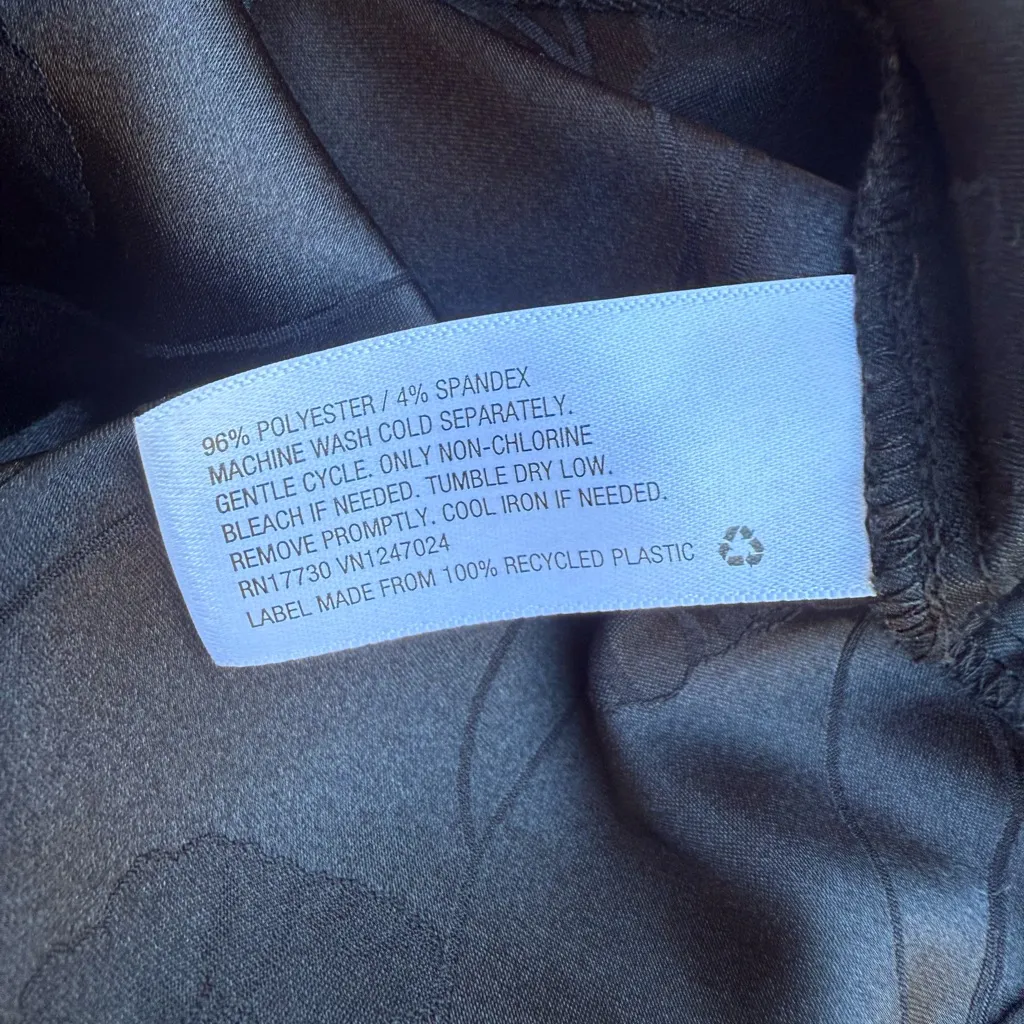 96% POLYESTER / 4% SPANDEX
MACHINE WASH COLD SEPARATELY.
GENTLE CYCLE. ONLY NON-CHLORINE
BLEACH IF NEEDED. TUMBLE DRY LOW.
REMOVE PROMPTLY. COOL IRON IF NEEDED.
RN17730 VN1247024
LABEL MADE FROM 100% RECYCLED PLASTIC